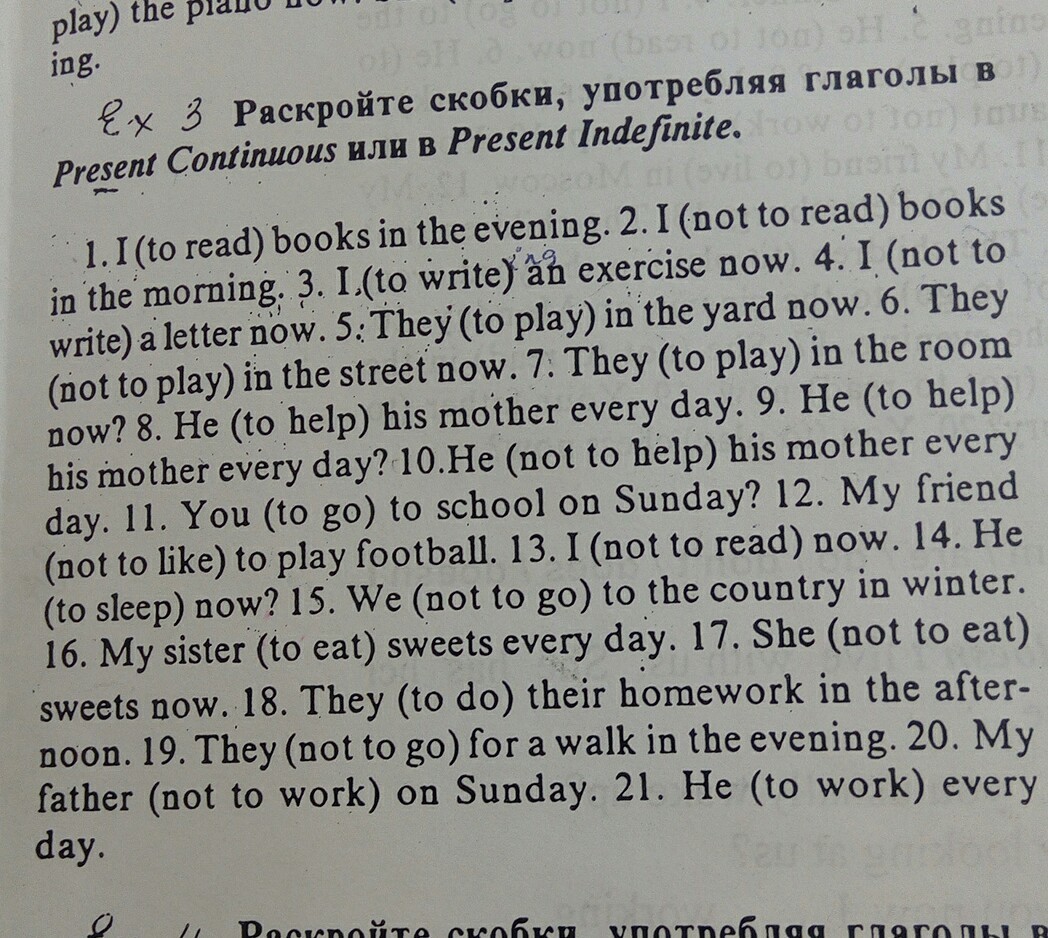 play) the piano now.
ing.
Ex 3 Раскройте скобки, употребляя глаголы в
Present Continuous или в Present Indefinite.
1. I (to read) books in the evening. 2. I (not to read) books
in the morning. 3. I (to write) an exercise now. 4. I (not to
ing
write) a letter now. 5. They (to play) in the yard now. 6. They
(not to play) in the street now. 7. They (to play) in the room
now? 8. He (to help) his mother every day. 9. He (to help)
his mother every day? 10.He (not to help) his mother every
day. 11. You (to go) to school on Sunday? 12. My friend
(not to like) to play football. 13. I (not to read) now. 14. He
(to sleep) now? 15. We (not to go) to the country in winter.
16. My sister (to eat) sweets every day. 17. She (not to eat)
sweets now. 18. They (to do) their homework in the after-
noon. 19. They (not to go) for a walk in the evening. 20. My
father (not to work) on Sunday. 21. He (to work) every
day.
Раскройте скобки, употребляя глаголы в